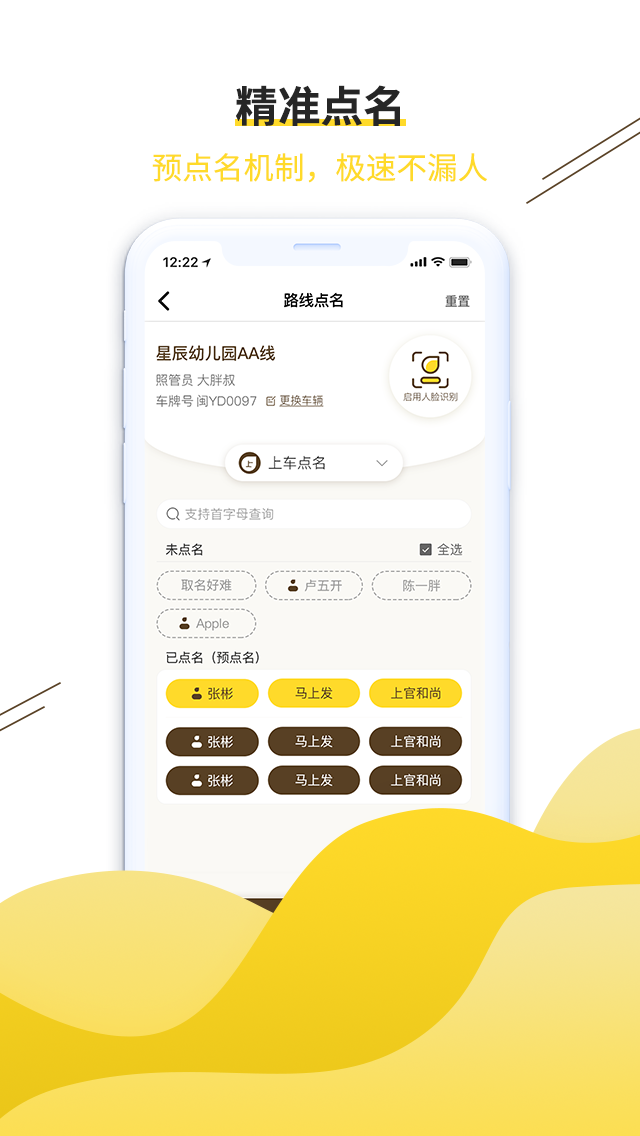 精准点名
预点名机制，极速不漏人
12:22
路线点名
重置
星辰幼儿园AA线
照管员 大胖叔
车牌号 闽YD0097 更换车辆
启用人脸识别
上 上车点名
支持首字母查询
未点名
全选
取名好难 卢五开 陈一胖
Apple
已点名（预点名）
张彬 马上发 上官和尚
张彬 马上发 上官和尚
张彬 马上发 上官和尚